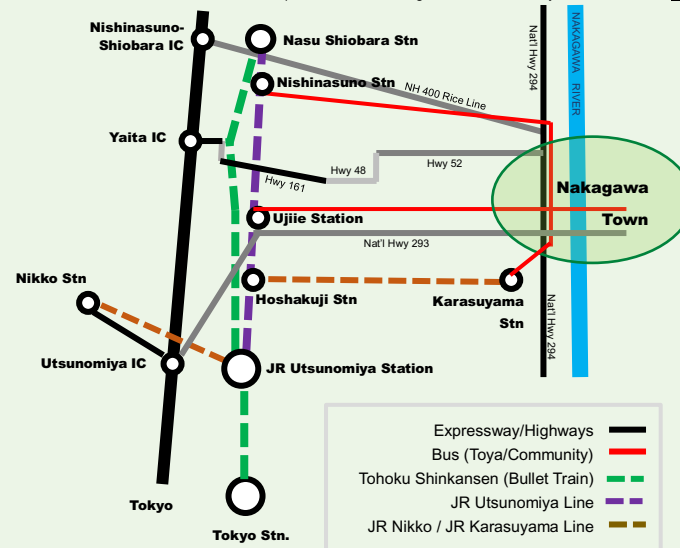 Nishinasuno-
Shiobara IC
Nasu Shiobara Stn
Nishinasuno Stn
NH 400 Rice Line
Nat'l Hwy 294
NAKAGAWA RIVER
Yaita IC
Hwy 161
Hwy 48
Hwy 52
Nakagawa
Town
Ujiie Station
Nat'l Hwy 293
Nikko Stn
Hoshakuji Stn
Karasuyama
Stn
Nat'l Hwy 294
Utsunomiya IC
JR Utsunomiya Station
Tokyo
Tokyo Stn.
Expressway/Highways
Bus (Toya/Community)
Tohoku Shinkansen (Bullet Train)
JR Utsunomiya Line
JR Nikko / JR Karasuyama Line